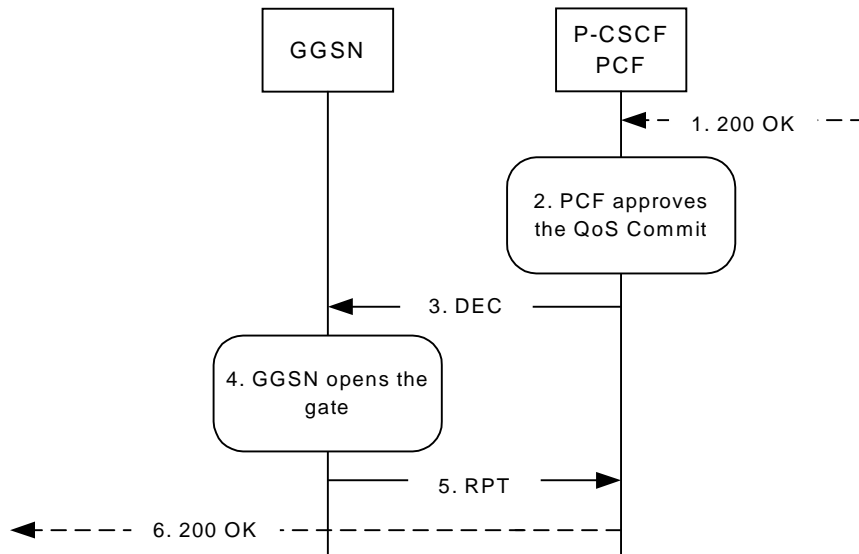 GGSN
P-CSCF
PCF
1. 200 OK
2. PCF approves
the QoS Commit
3. DEC
4. GGSN opens the
gate
5. RPT
6. 200 OK